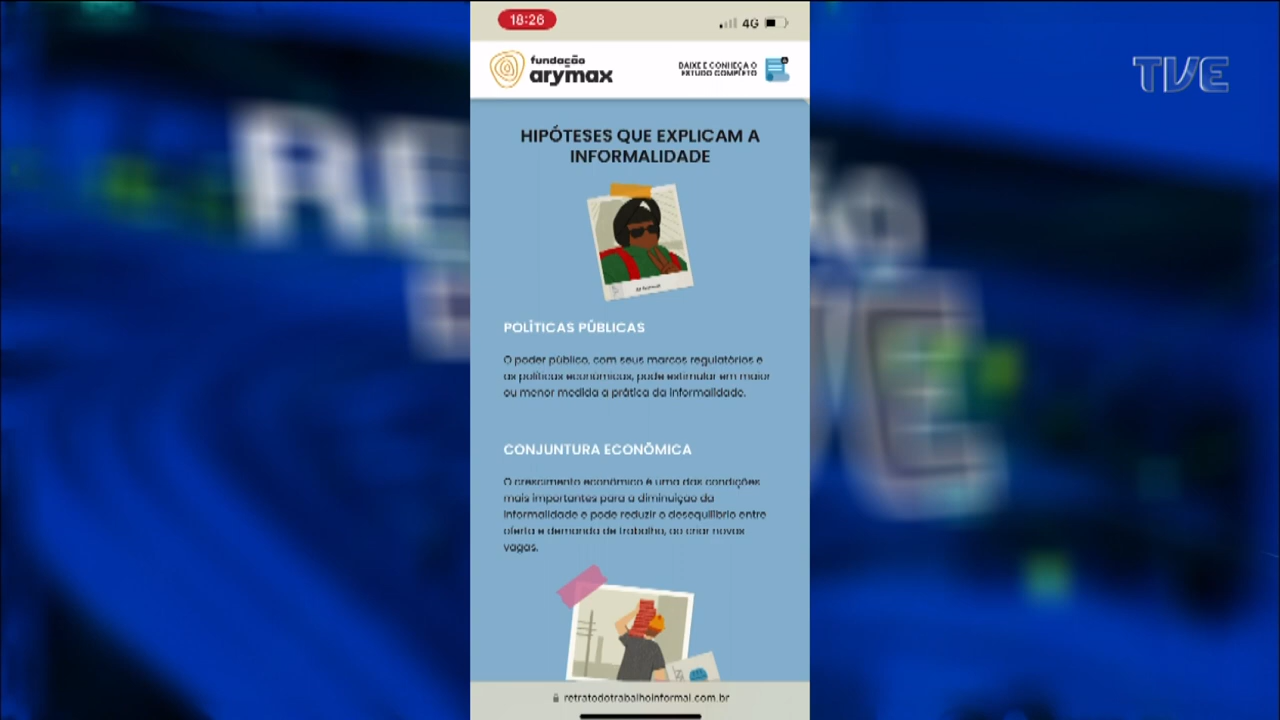 18:26
4G
TVE
fundação
arymax
BAIXE E CONHEÇA O
ESTUDO COMPLETO
HIPÓTESES QUE EXPLICAM A
INFORMALIDADE
POLÍTICAS PÚBLICAS
O poder público, com seus marcos regulatórios e
as políticas econômicas, pode estimular em maior
ou menor medida a prática da informalidade.
CONJUNTURA ECONÔMICA
O crescimento econômico é uma das condições
mais importantes para a diminuição da
informalidade e pode reduzir o desequilíbrio entre
oferta e demanda de trabalho, ao criar novas
vagas.
retratodotrabalhoinformal.com.br